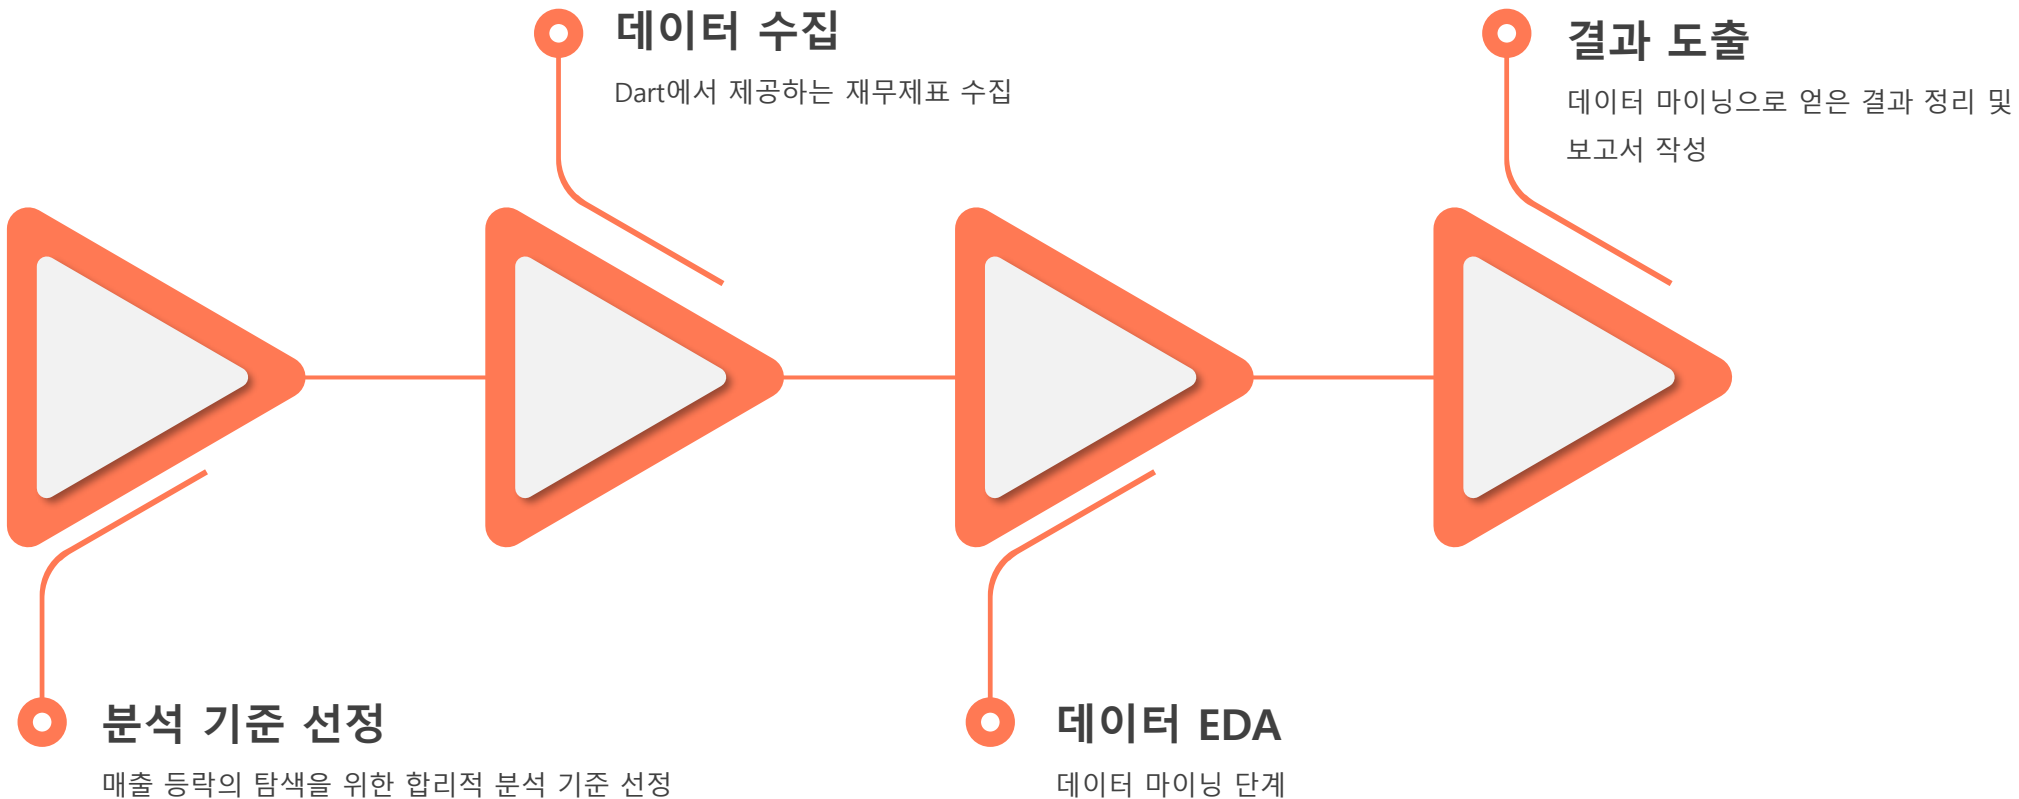 데이터 수집
Dart에서 제공하는 재무제표 수집
결과 도출
데이터 마이닝으로 얻은 결과 정리 및
보고서 작성
분석 기준 선정
매출 등락의 탐색을 위한 합리적 분석 기준 선정
데이터 EDA
데이터 마이닝 단계